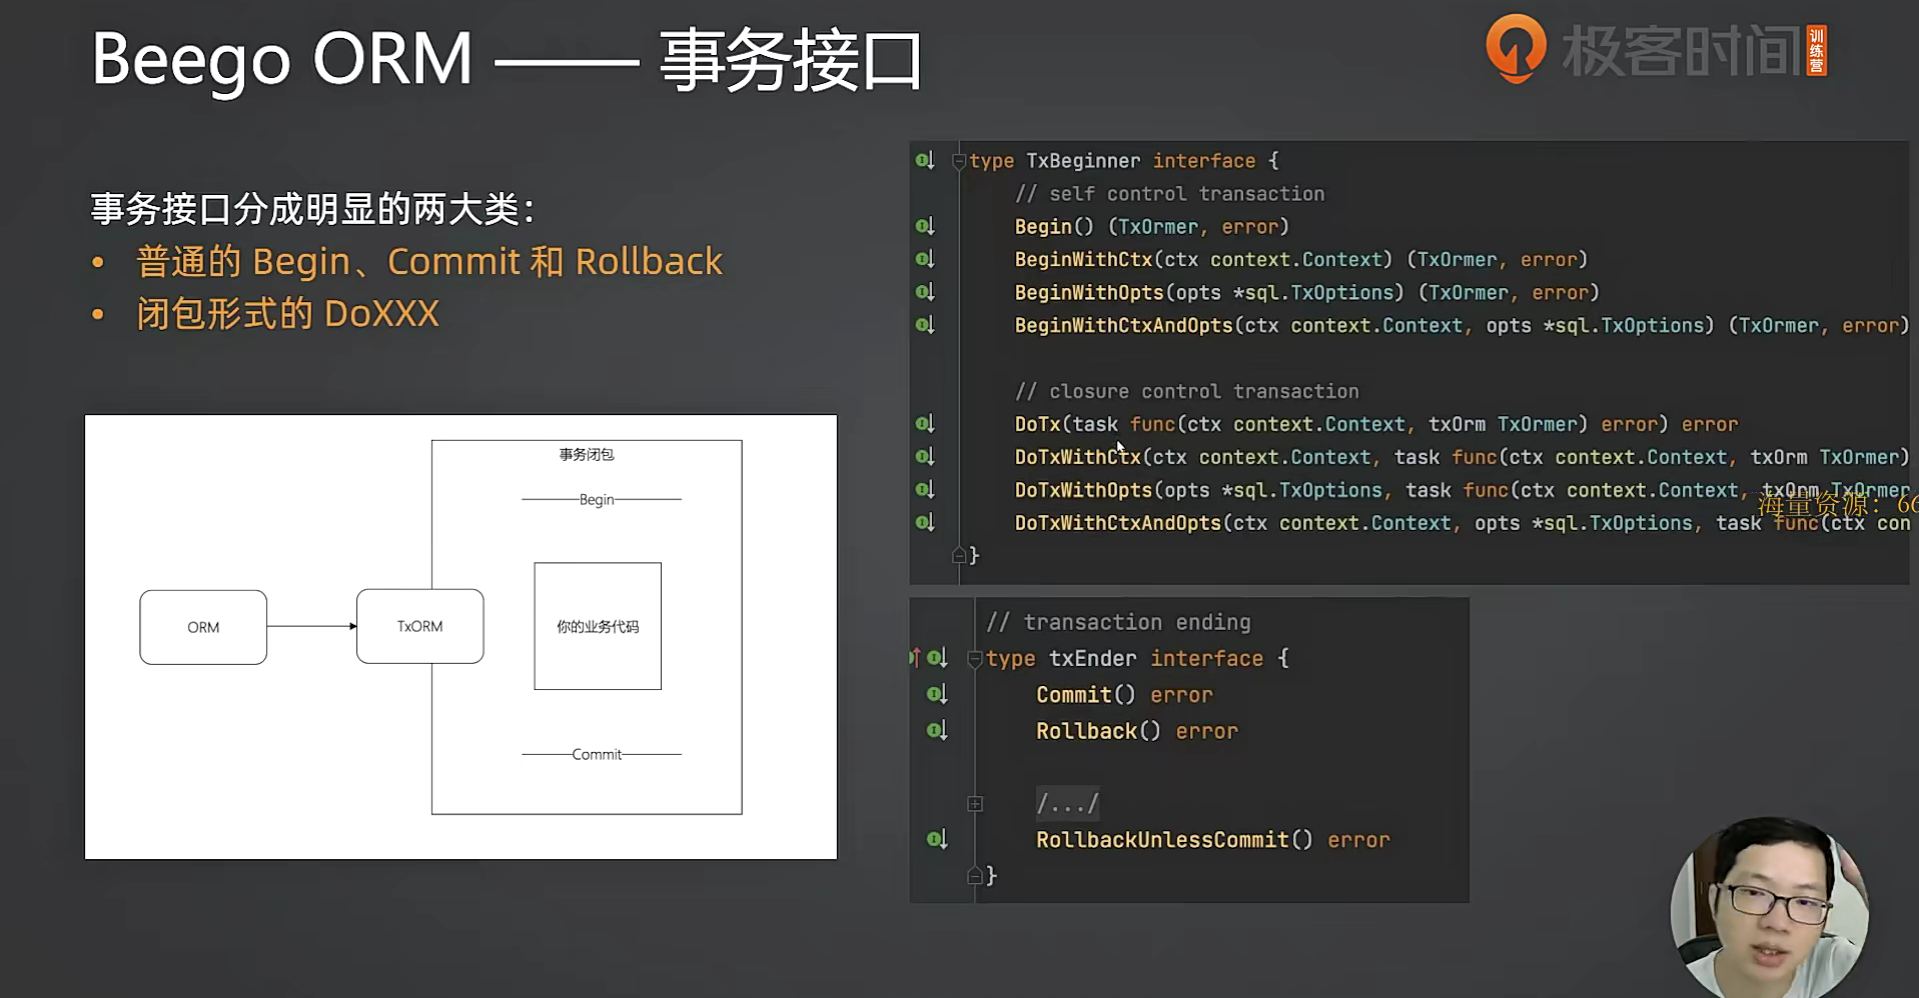 Beego ORM —— 事务接口
极客时间
训练营
事务接口分成明显的两大类：
• 普通的 Begin、Commit 和 Rollback
• 闭包形式的 DoXXX
事务闭包
Begin
ORM
TxORM
你的业务代码
Commit
type TxBeginner interface {
// self control transaction
Begin() (TxOrmer, error)
BeginWithCtx(ctx context.Context) (TxOrmer, error)
BeginWithOpts(opts *sql.TxOptions) (TxOrmer, error)
BeginWithCtxAndOpts(ctx context.Context, opts *sql.TxOptions) (TxOrmer, error)
// closure control transaction
DoTx(task func(ctx context.Context, txOrm TxOrmer) error) error
DoTxWithCtx(ctx context.Context, task func(ctx context.Context, txOrm TxOrmer)
DoTxWithOpts(opts *sql.TxOptions, task func(ctx context.Context, txOrm TxOrmer
海量资源：66
DoTxWithCtxAndOpts(ctx context.Context, opts *sql.TxOptions, task func(ctx con
}
// transaction ending
type txEnder interface {
Commit() error
Rollback() error
/.../
RollbackUnlessCommit() error
}